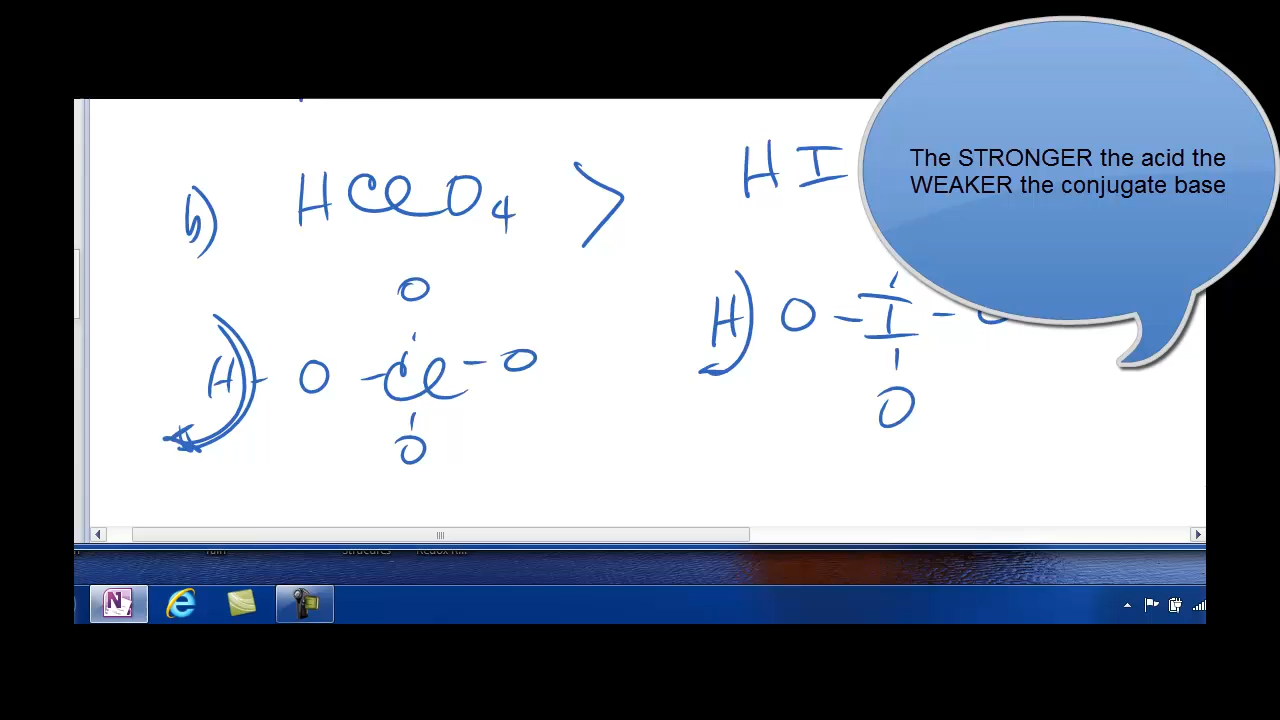 The STRONGER the acid the
WEAKER the conjugate base
b) HClO4 > HI
O
H O - I - O
H - O - Cl - O
O
O